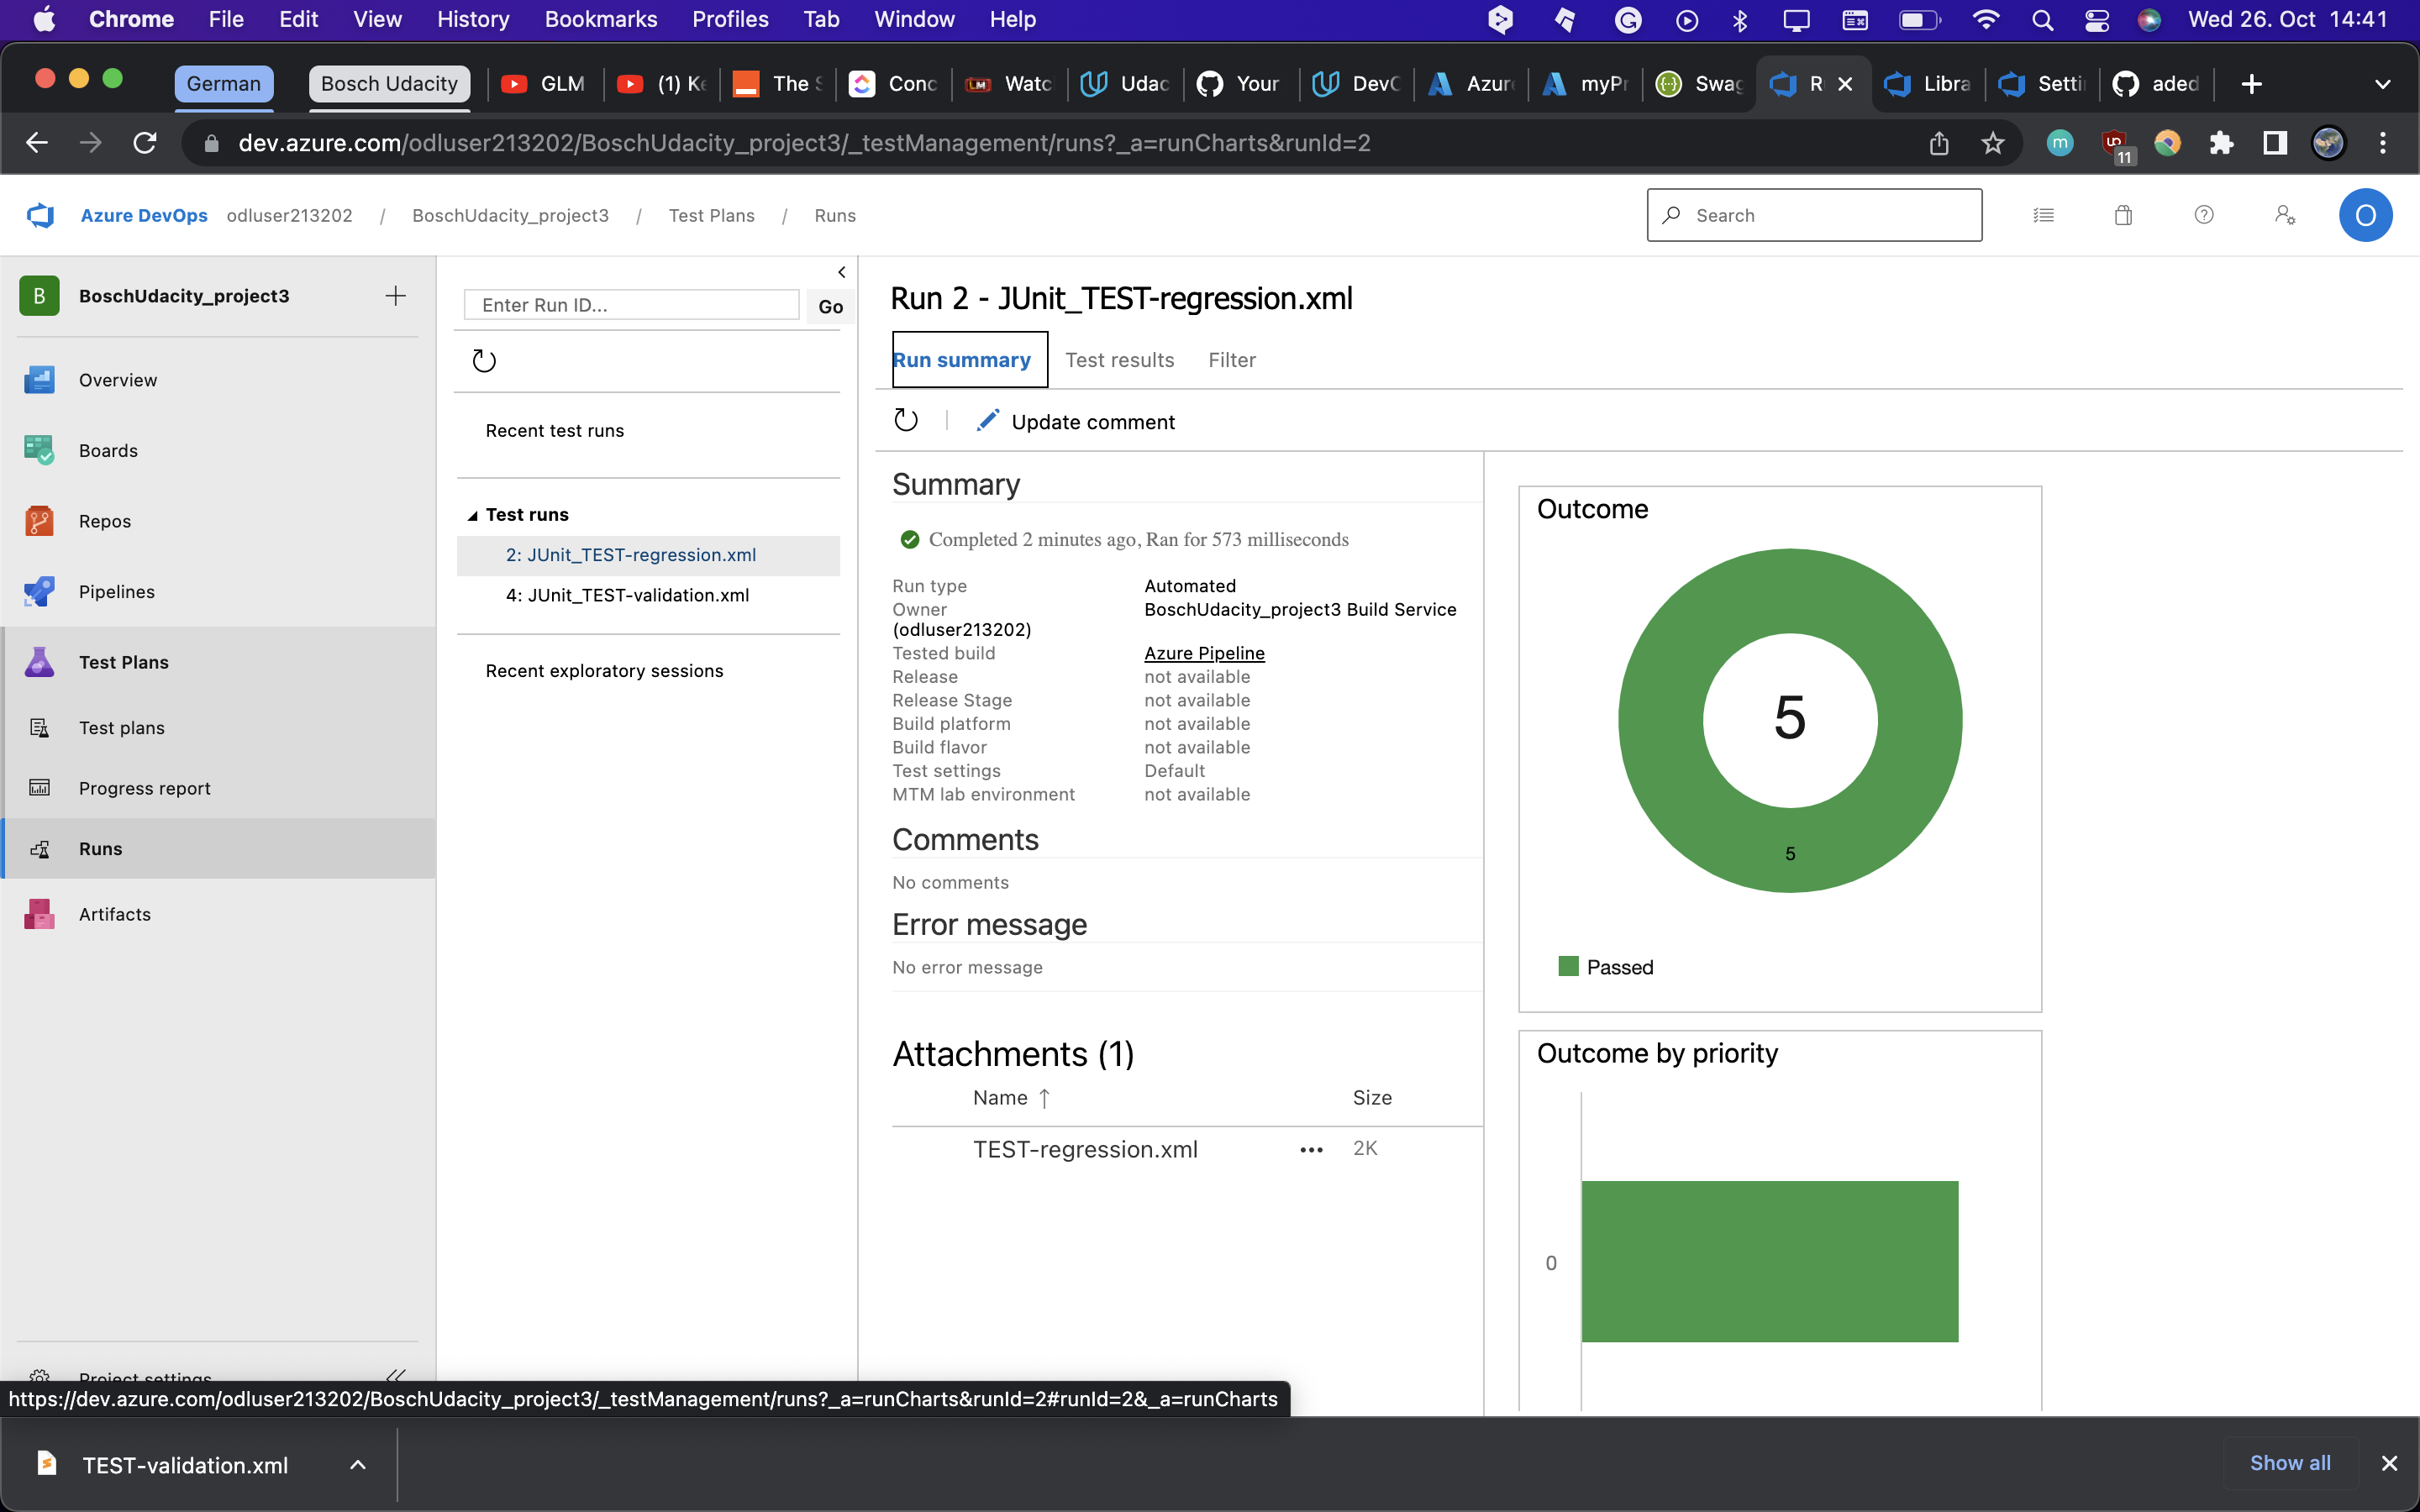 Chrome File Edit View History Bookmarks Profiles Tab Window Help Wed 26. Oct 14:41
German Bosch Udacity GLM (1) Ke The S Conc Watc Udac Your DevC Azur myPr Swag R Libra Setti aded
dev.azure.com/odluser213202/BoschUdacity_project3/_testManagement/runs?_a=runCharts&runId=2 m 11
Azure DevOps odluser213202 / BoschUdacity_project3 / Test Plans / Runs Search O
B BoschUdacity_project3
Overview
Boards
Repos
Pipelines
Test Plans
Test plans
Progress report
Runs
Artifacts
Project settings
Enter Run ID... Go
Recent test runs
Test runs
2: JUnit_TEST-regression.xml
4: JUnit_TEST-validation.xml
Recent exploratory sessions
Run 2 - JUnit_TEST-regression.xml
Run summary Test results Filter
Update comment
Summary
Completed 2 minutes ago, Ran for 573 milliseconds
Run type Automated
Owner BoschUdacity_project3 Build Service
(odluser213202)
Tested build Azure Pipeline
Release not available
Release Stage not available
Build platform not available
Build flavor not available
Test settings Default
MTM lab environment not available
Comments
No comments
Error message
No error message
Attachments (1)
Name ↑ Size
TEST-regression.xml ••• 2K
Outcome
5
5
Passed
Outcome by priority
0
https://dev.azure.com/odluser213202/BoschUdacity_project3/_testManagement/runs?_a=runCharts&runId=2#runId=2&_a=runCharts
TEST-validation.xml Show all